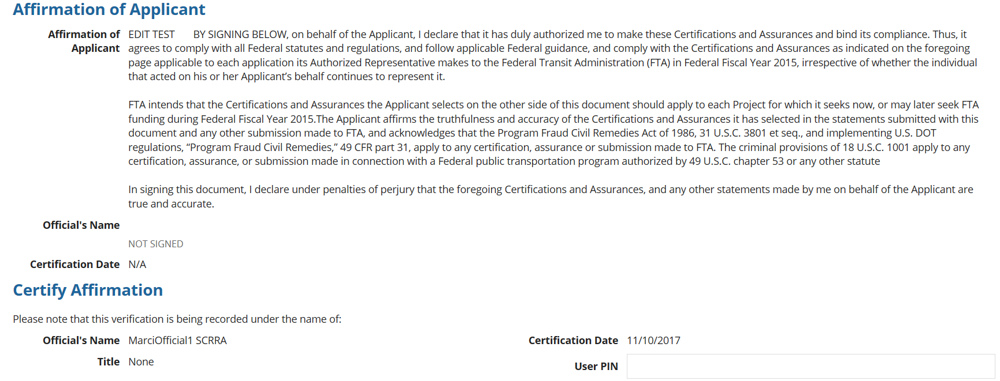 Affirmation of Applicant
Affirmation of Applicant
EDIT TEST BY SIGNING BELOW, on behalf of the Applicant, I declare that it has duly authorized me to make these Certifications and Assurances and bind its compliance. Thus, it
agrees to comply with all Federal statutes and regulations, and follow applicable Federal guidance, and comply with the Certifications and Assurances as indicated on the foregoing
page applicable to each application its Authorized Representative makes to the Federal Transit Administration (FTA) in Federal Fiscal Year 2015, irrespective of whether the individual
that acted on his or her Applicant’s behalf continues to represent it.
FTA intends that the Certifications and Assurances the Applicant selects on the other side of this document should apply to each Project for which it seeks now, or may later seek FTA
funding during Federal Fiscal Year 2015.The Applicant affirms the truthfulness and accuracy of the Certifications and Assurances it has selected in the statements submitted with this
document and any other submission made to FTA, and acknowledges that the Program Fraud Civil Remedies Act of 1986, 31 U.S.C. 3801 et seq., and implementing U.S. DOT
regulations, “Program Fraud Civil Remedies,” 49 CFR part 31, apply to any certification, assurance or submission made to FTA. The criminal provisions of 18 U.S.C. 1001 apply to any
certification, assurance, or submission made in connection with a Federal public transportation program authorized by 49 U.S.C. chapter 53 or any other statute
In signing this document, I declare under penalties of perjury that the foregoing Certifications and Assurances, and any other statements made by me on behalf of the Applicant are
true and accurate.
Official's Name
NOT SIGNED
Certification Date N/A
Certify Affirmation
Please note that this verification is being recorded under the name of:
Official's Name MarciOfficial1 SCRRA
Certification Date 11/10/2017
Title None
User PIN